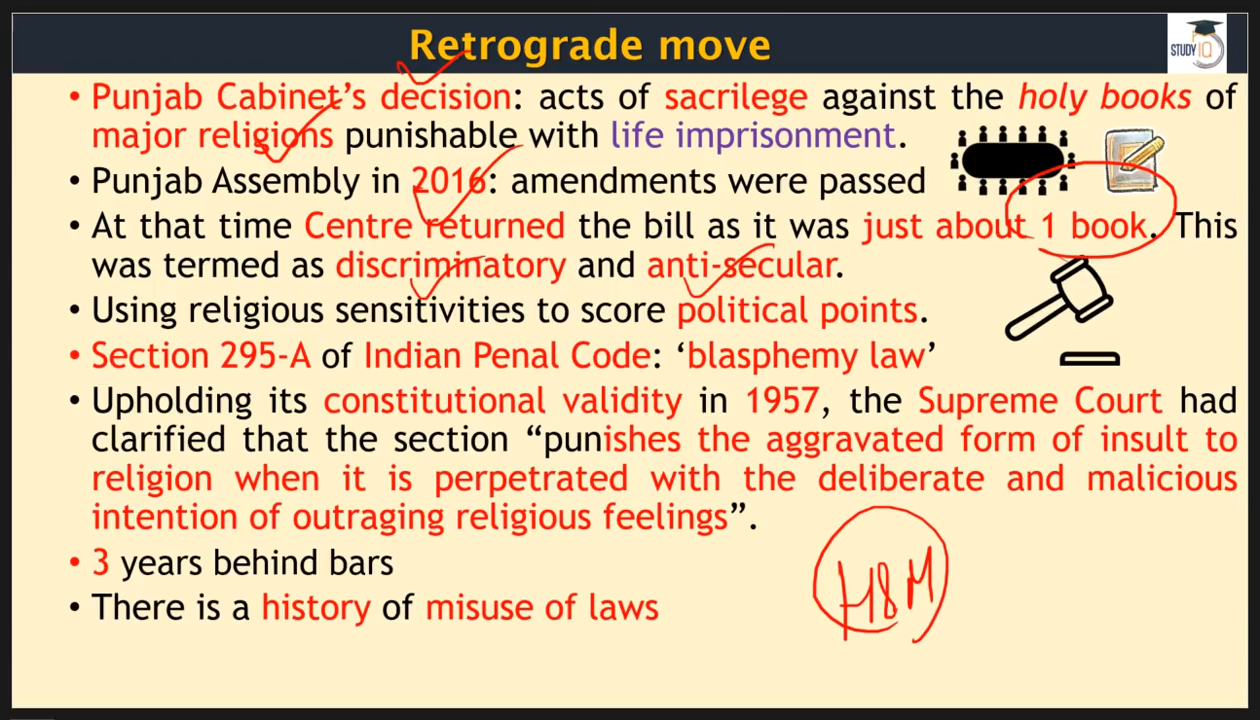 Retrograde move
STUDY IQ
• Punjab Cabinet's decision: acts of sacrilege against the holy books of
major religions punishable with life imprisonment.
• Punjab Assembly in 2016: amendments were passed
• At that time Centre returned the bill as it was just about 1 book. This
was termed as discriminatory and anti-secular.
• Using religious sensitivities to score political points.
• Section 295-A of Indian Penal Code: ‘blasphemy law’
• Upholding its constitutional validity in 1957, the Supreme Court had
clarified that the section “punishes the aggravated form of insult to
religion when it is perpetrated with the deliberate and malicious
intention of outraging religious feelings”.
• 3 years behind bars
• There is a history of misuse of laws
H&M